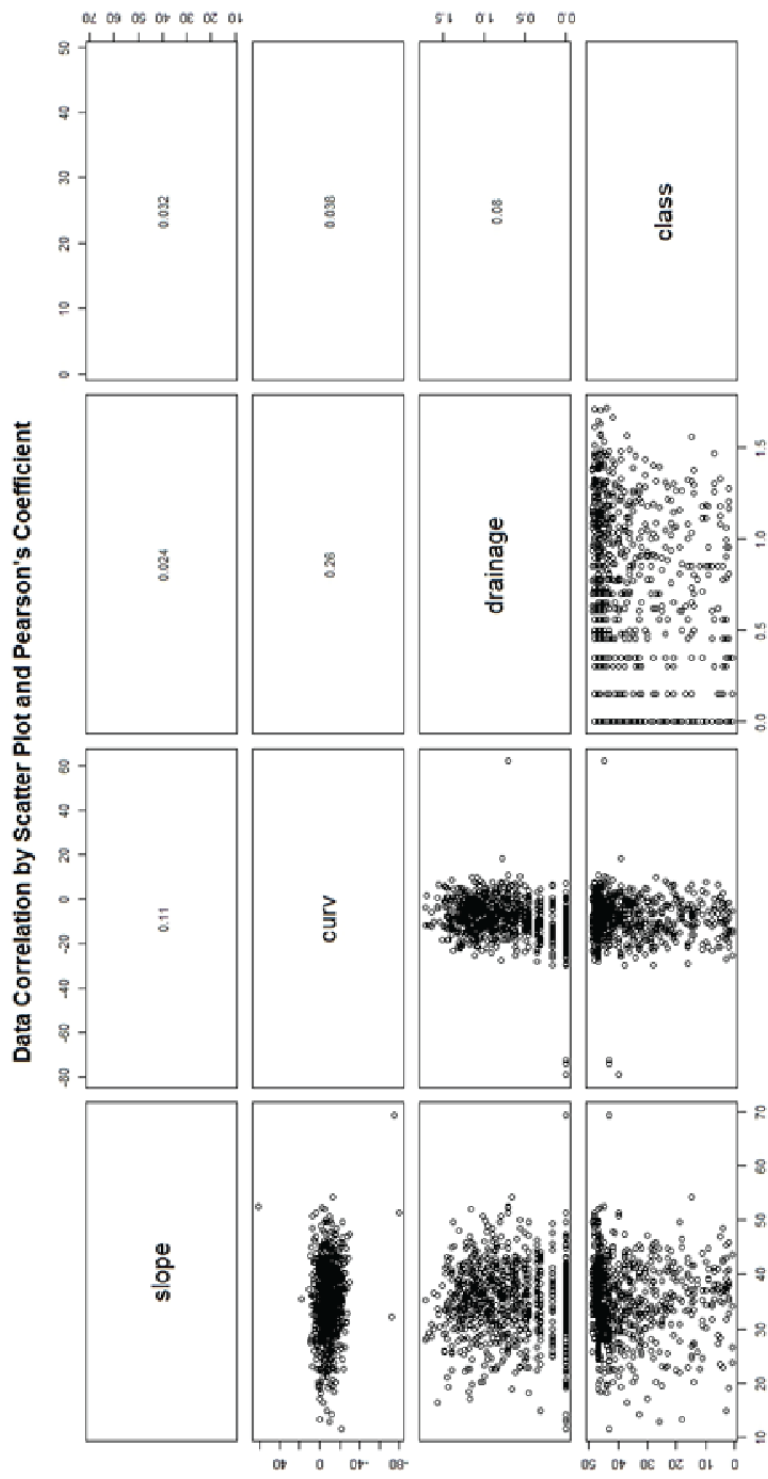 Data Correlation by Scatter Plot and Pearson's Coefficient
-80 -60 -40 -20 0 20 40 60
0 10 20 30 40 50
slope
0.11
0.024
0.032
10 20 30 40 50 60 70
-80 -40 0 40
curv
0.26
0.038
drainage
0.08
0.0 0.5 1.0 1.5
0 10 20 30 40 50
class
10 20 30 40 50 60 70
0.0 0.5 1.0 1.5